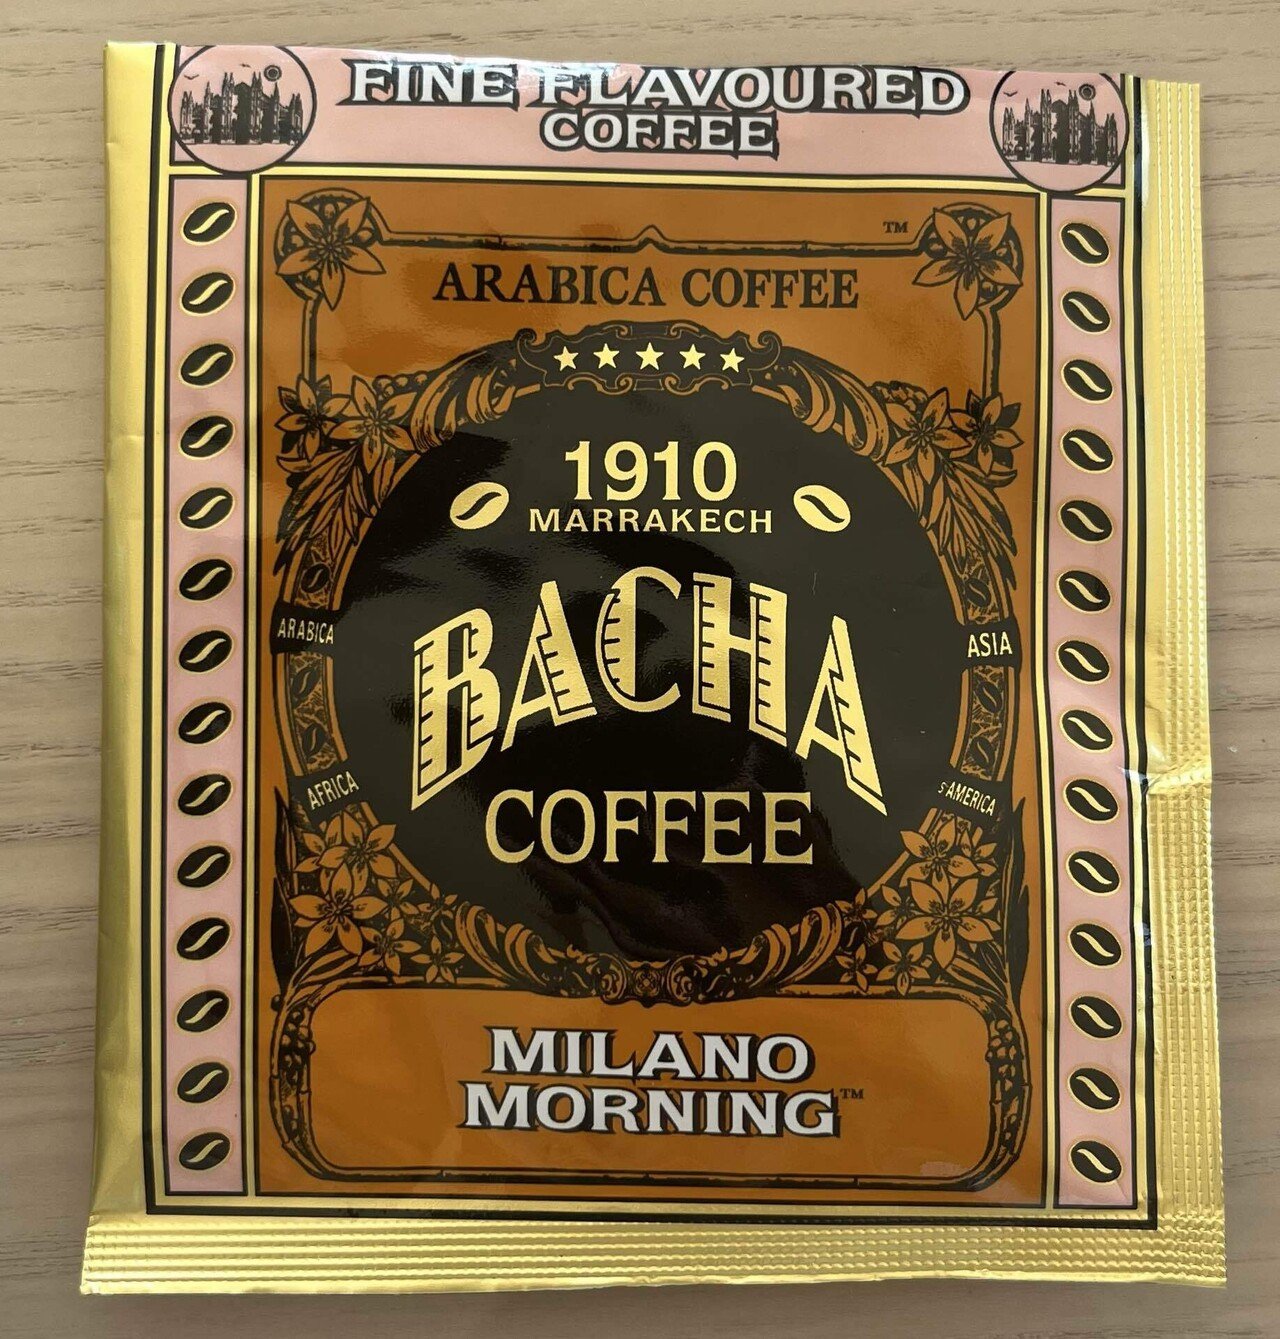 FINE FLAVOURED
COFFEE
TM
ARABICA COFFEE
1910
MARRAKECH
BACHA
COFFEE
ARABICA
ASIA
AFRICA
S AMERICA
MILANO
MORNING™